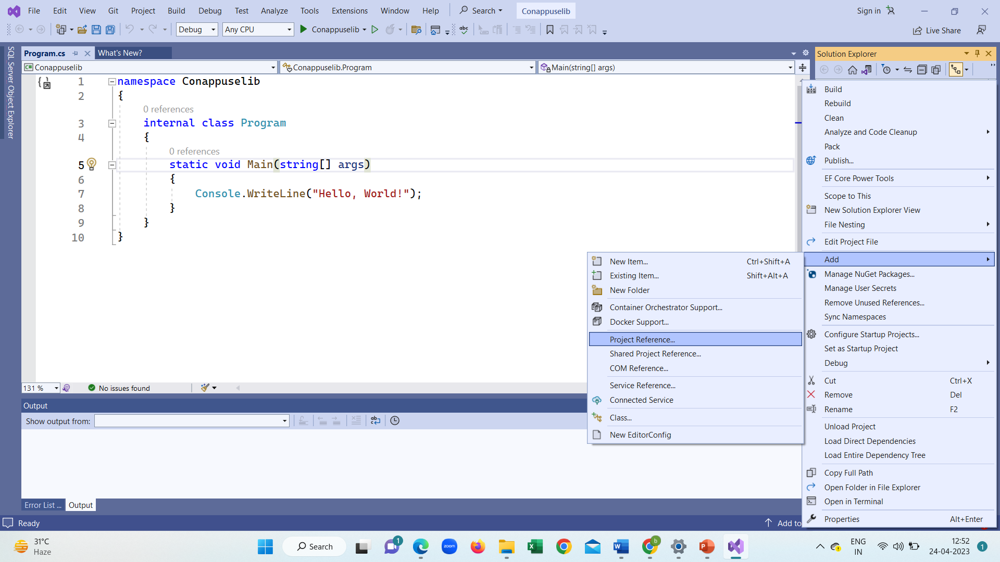 File Edit View Git Project Build Debug Test Analyze Tools Extensions Window Help Search Conappuselib Sign in
Debug Any CPU Conappuselib Live Share
SQL Server Object Explorer
Program.cs What's New?
Conappuselib Conappuselib.Program Main(string[] args)
1 namespace Conappuselib
2 {
0 references
3 internal class Program
4 {
0 references
5 static void Main(string[] args)
6 {
7 Console.WriteLine("Hello, World!");
8 }
9 }
10 }
131 % No issues found
Output
Show output from:
Error List ... Output
Ready Add to
Solution Explorer
Build
Rebuild
Clean
Analyze and Code Cleanup
Pack
Publish...
EF Core Power Tools
Scope to This
New Solution Explorer View
File Nesting
Edit Project File
Add
Manage NuGet Packages...
Manage User Secrets
Remove Unused References...
Sync Namespaces
Configure Startup Projects...
Set as Startup Project
Debug
Cut Ctrl+X
Remove Del
Rename F2
Unload Project
Load Direct Dependencies
Load Entire Dependency Tree
Copy Full Path
Open Folder in File Explorer
Open in Terminal
Properties Alt+Enter
New Item... Ctrl+Shift+A
Existing Item... Shift+Alt+A
New Folder
Container Orchestrator Support...
Docker Support...
Project Reference...
Shared Project Reference...
COM Reference...
Service Reference...
Connected Service
Class...
New EditorConfig
31°C
Haze
Search
1
zoom
b
ENG
IN
12:52
24-04-2023
1